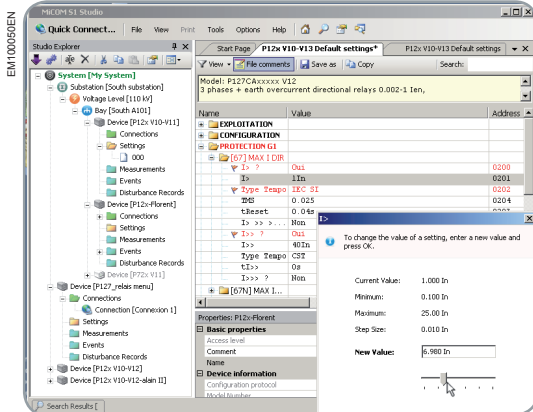 EM100050EN
MiCOM S1 Studio
Quick Connect... File View Print Tools Options Help
Studio Explorer
System [My System]
Substation [South substation]
Voltage Level [110 kV]
Bay [South A101]
Device [P12x V10-V11]
Connections
Settings
000
Measurements
Events
Disturbance Records
Device [P12x-Florent]
Connections
Settings
Measurements
Events
Disturbance Records
Device [P72x V11]
Device [P127_relais menu]
Connections
Connection [Connexion 1]
Settings
Measurements
Events
Disturbance Records
Device [P12x V10-V12]
Device [P12x V10-V12-alain II]
Search Results [
Start Page P12x V10-V13 Default settings* P12x V10-V13 Default settings
View File comments Save as Copy Search:
Model: P127CAxxxxx V12
3 phases + earth overcurrent directional relays 0.002-1 Ien,
Name Value Address
EXPLOITATION
CONFIGURATION
PROTECTION G1
[67] MAX I DIR
I> ? Oui 0200
I> 1In 0201
Type Tempo IEC SI 0202
TMS 0.025 0204
tReset 0.04s
I> >> >... Non
I>> ? Oui
I>> 40In
Type Tempo CST
tI>> 0s
I>>> ? Non
[67N] MAX I...
Properties: P12x-Florent
Basic properties
Access level
Comment
Name
Device information
Configuration protocol
Model Number
I>
To change the value of a setting, enter a new value and
press OK.
Current Value: 1.000 In
Minimum: 0.100 In
Maximum: 25.00 In
Step Size: 0.010 In
New Value: 6.980 In